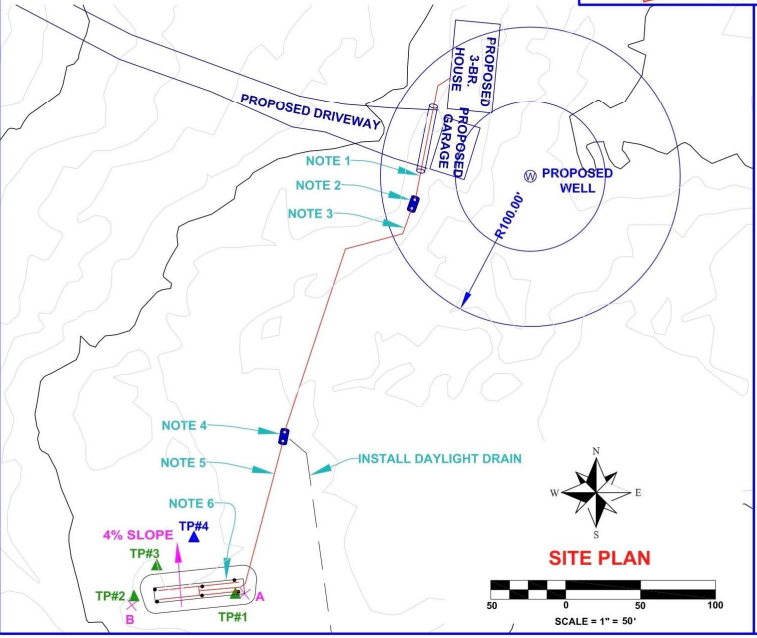 PROPOSED
3-BR.
HOUSE
PROPOSED DRIVEWAY
PROPOSED
GARAGE
NOTE 1
NOTE 2
NOTE 3
W PROPOSED
WELL
R100.00'
NOTE 4
NOTE 5
INSTALL DAYLIGHT DRAIN
NOTE 6
4% SLOPE
TP#4
TP#3
TP#2
B
A
TP#1
N
W
E
S
SITE PLAN
50 0 50 100
SCALE = 1" = 50'